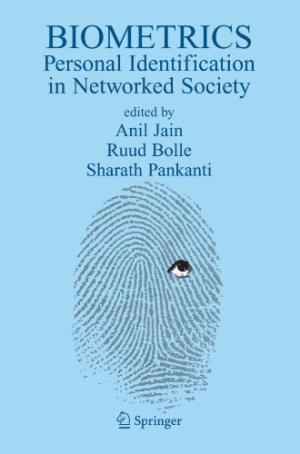 BIOMETRICS
Personal Identification
in Networked Society
edited by
Anil Jain
Ruud Bolle
Sharath Pankanti
Springer